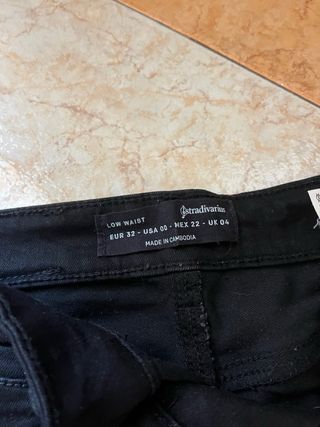 stradivarius
LOW WAIST
EUR 32 - USA 00 - MEX 22 - UK 04
MADE IN CAMBODIA